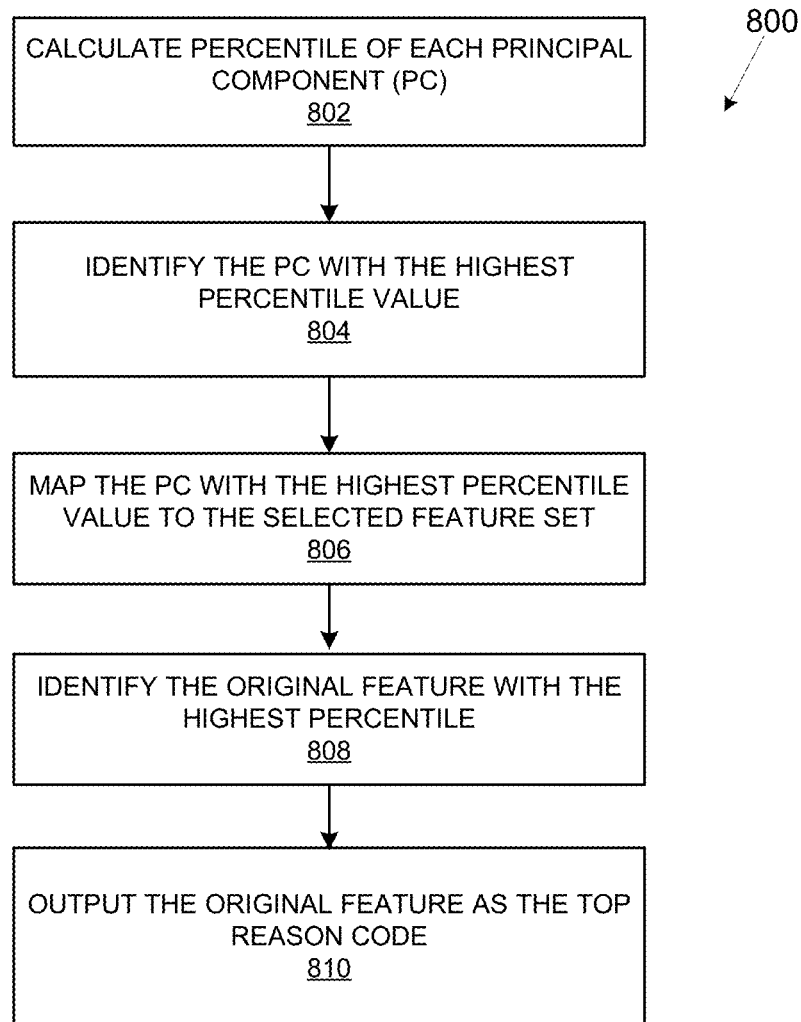 800
CALCULATE PERCENTILE OF EACH PRINCIPAL
COMPONENT (PC)
802
IDENTIFY THE PC WITH THE HIGHEST
PERCENTILE VALUE
804
MAP THE PC WITH THE HIGHEST PERCENTILE
VALUE TO THE SELECTED FEATURE SET
806
IDENTIFY THE ORIGINAL FEATURE WITH THE
HIGHEST PERCENTILE
808
OUTPUT THE ORIGINAL FEATURE AS THE TOP
REASON CODE
810